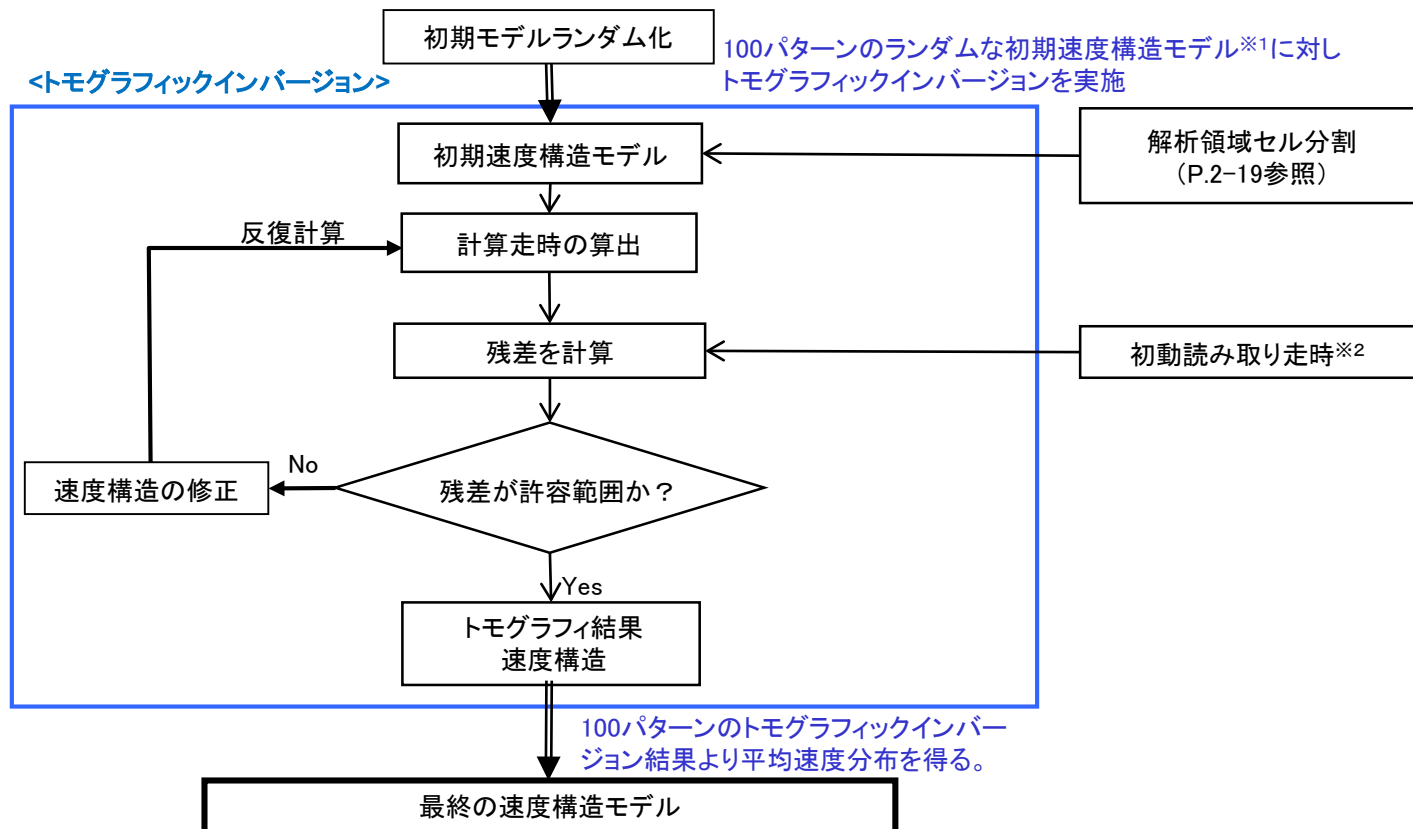 初期モデルランダム化
100パターンのランダムな初期速度構造モデル※1に対し
トモグラフィックインバージョンを実施
<トモグラフィックインバージョン>
初期速度構造モデル
解析領域セル分割
（P.2-19参照）
反復計算
計算走時の算出
残差を計算
初動読み取り走時※2
No
速度構造の修正
残差が許容範囲か？
Yes
トモグラフィ結果
速度構造
100パターンのトモグラフィックインバー
ジョン結果より平均速度分布を得る。
最終の速度構造モデル